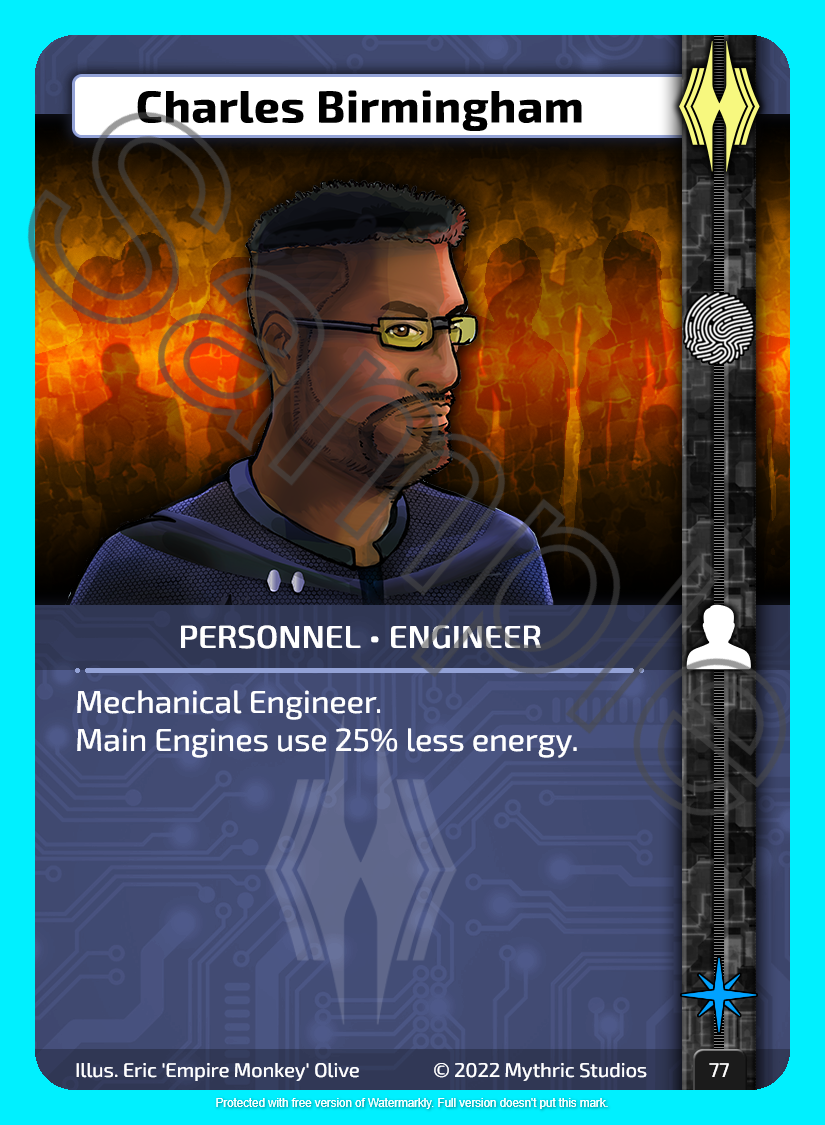 Charles Birmingham
PERSONNEL • ENGINEER
Mechanical Engineer.
Main Engines use 25% less energy.
Illus. Eric 'Empire Monkey' Olive © 2022 Mythric Studios 77
Sample
Protected with free version of Watermarkly. Full version doesn't put this mark.